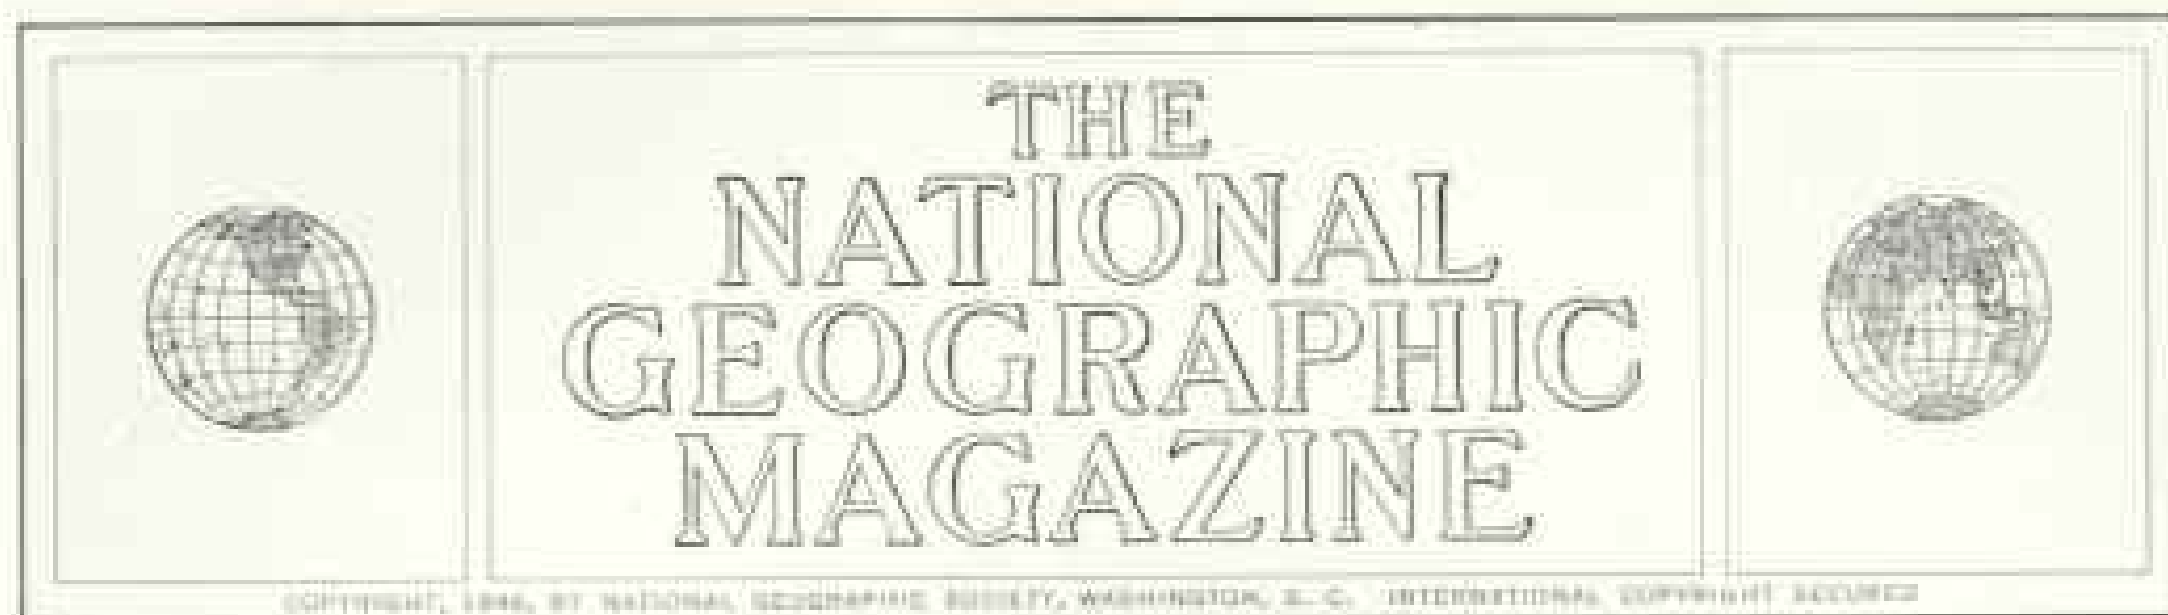 THE
NATIONAL
GEOGRAPHIC
MAGAZINE
COPYRIGHT, BY NATIONAL GEOGRAPHIC SOCIETY, WASHINGTON, D. C. INTERNATIONAL COPYRIGHT SECURED